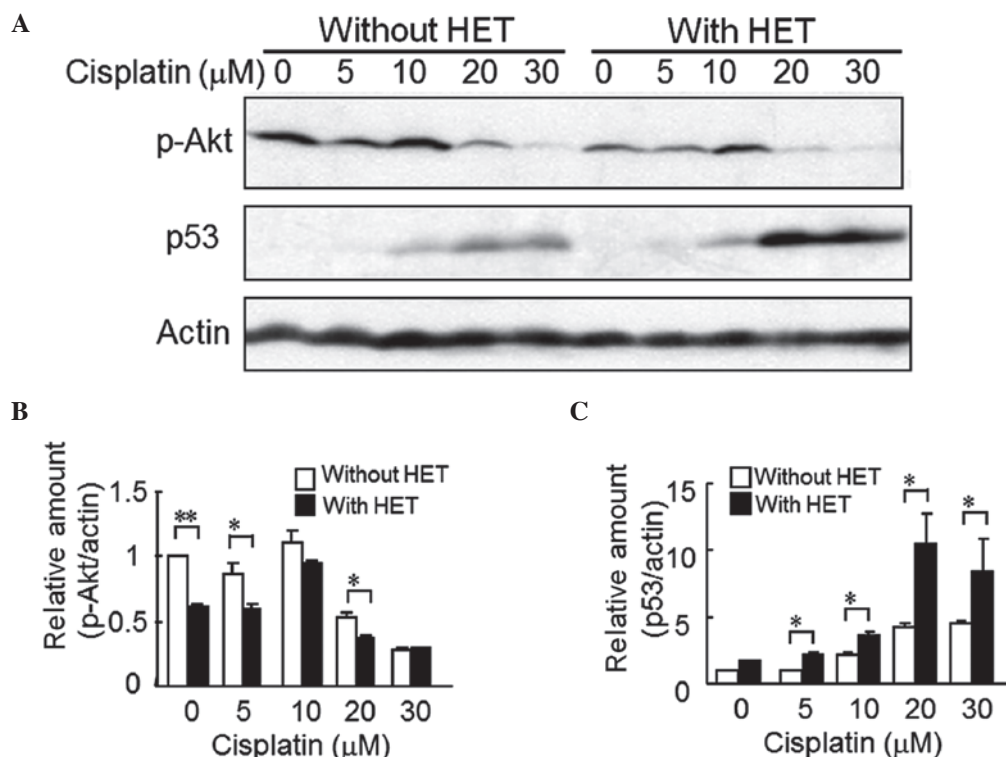 A
Without HET With HET
Cisplatin (μM) 0 5 10 20 30 0 5 10 20 30
p-Akt
p53
Actin
B
Without HET
With HET
Relative amount
(p-Akt/actin)
1.5
1
0.5
0
** * *
0 5 10 20 30
Cisplatin (μM)
C
Without HET
With HET
Relative amount
(p53/actin)
15
10
5
0
* * * *
0 5 10 20 30
Cisplatin (μM)